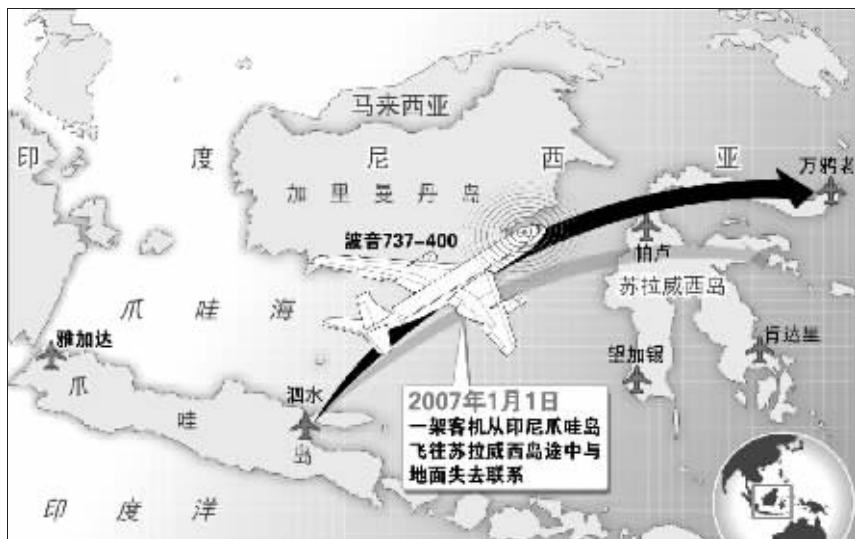 马来西亚
印度尼西亚
万鸦老
加里曼丹岛
波音737-400
帕卢
苏拉威西岛
爪哇海
雅加达
肯达里
望加锡
泗水
爪哇岛
2007年1月1日
一架客机从印尼爪哇岛
飞往苏拉威西岛途中与
地面失去联系
印度洋